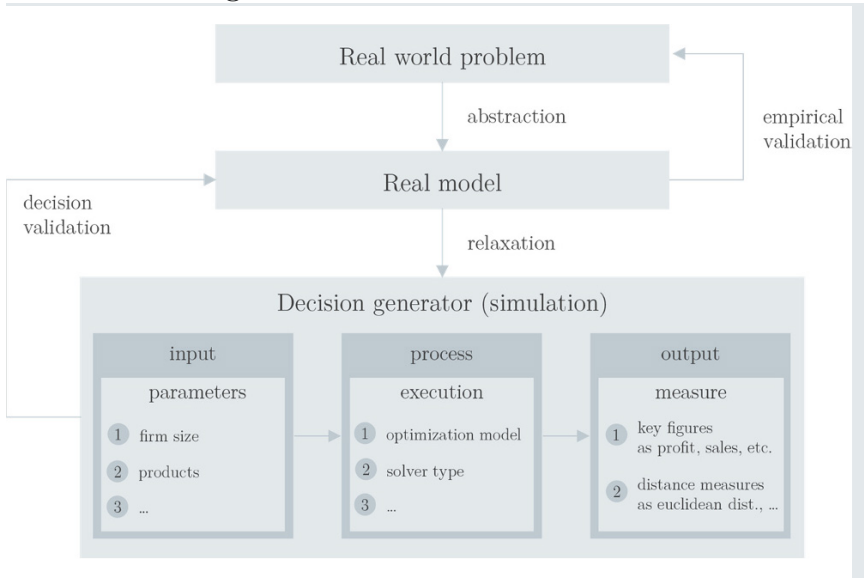 Real world problem
abstraction
empirical
validation
Real model
decision
validation
relaxation
Decision generator (simulation)
input
parameters
1 firm size
2 products
3 ...
process
execution
1 optimization model
2 solver type
3 ...
output
measure
1 key figures
as profit, sales, etc.
2 distance measures
as euclidean dist., ...